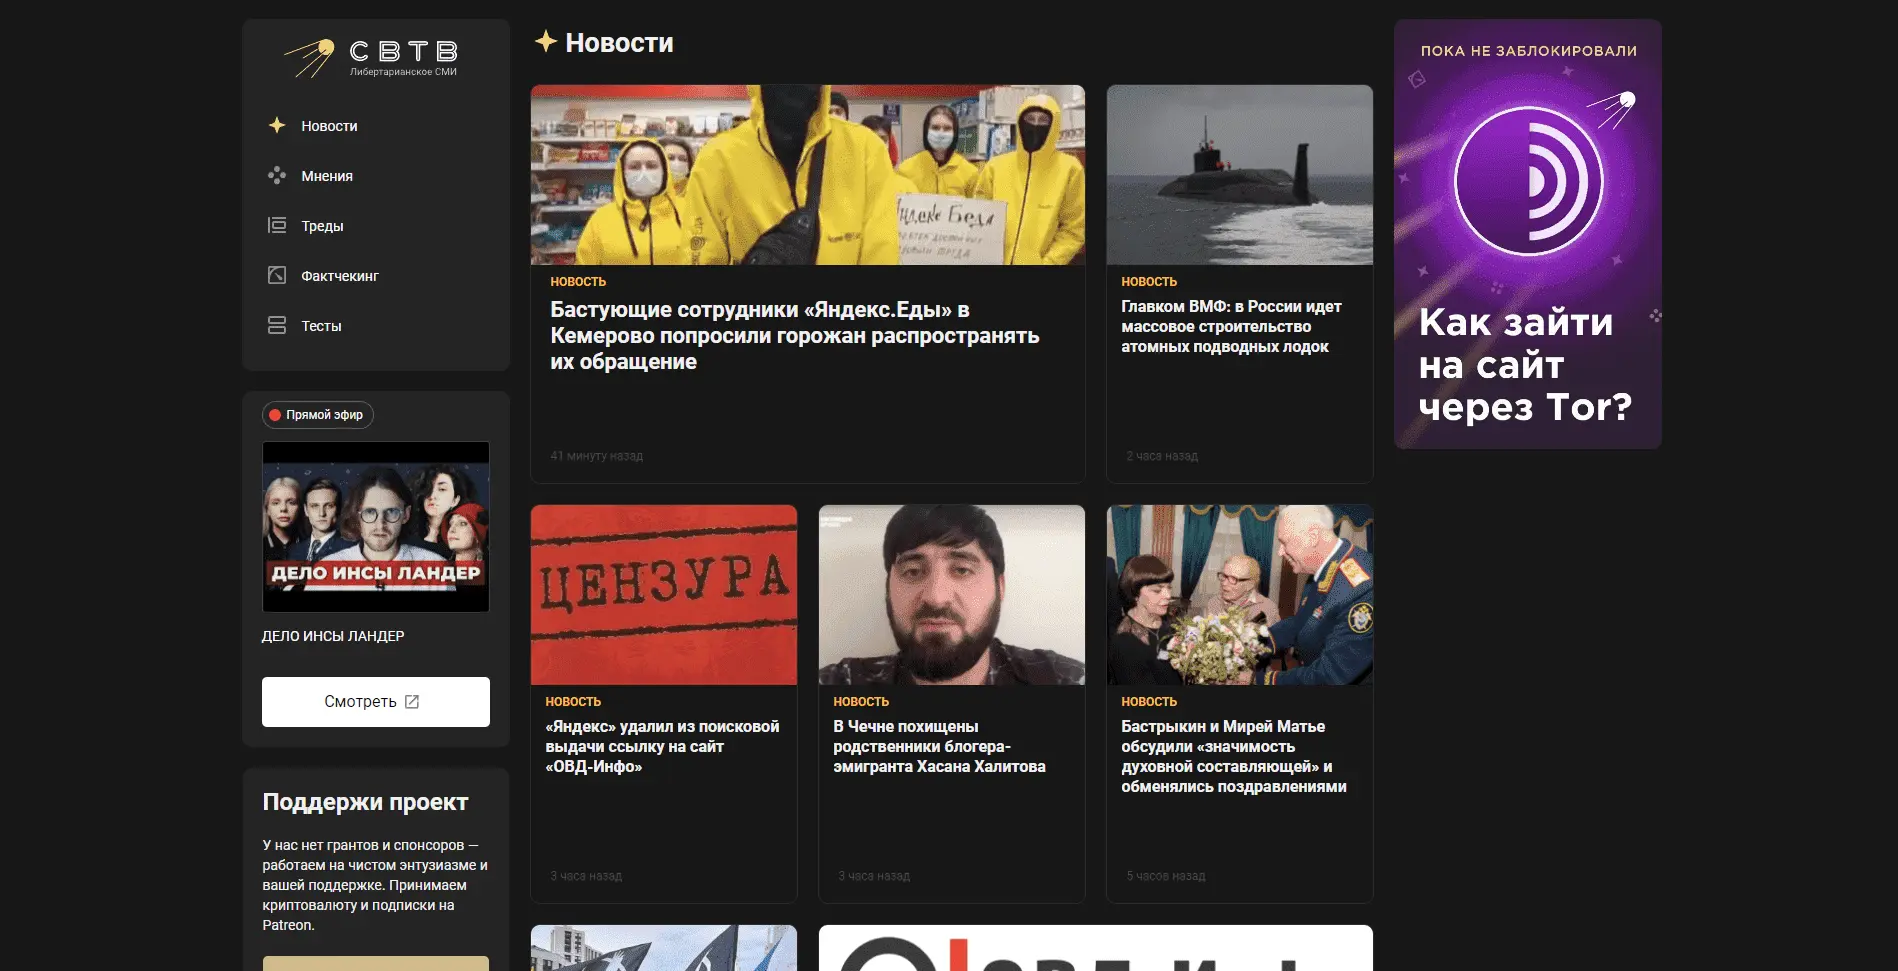 СВТВ
Либертарианское СМИ
Новости
Мнения
Треды
Фактчекинг
Тесты
Прямой эфир
ДЕЛО ИНСЫ ЛАНДЕР
ДЕЛО ИНСЫ ЛАНДЕР
Смотреть
Поддержи проект
У нас нет грантов и спонсоров —
работаем на чистом энтузиазме и
вашей поддержке. Принимаем
криптовалюту и подписки на
Patreon.
Новости
НОВОСТЬ
Бастующие сотрудники «Яндекс.Еды» в
Кемерово попросили горожан распространять
их обращение
41 минуту назад
НОВОСТЬ
Главком ВМФ: в России идет
массовое строительство
атомных подводных лодок
2 часа назад
ЦЕНЗУРА
НОВОСТЬ
«Яндекс» удалил из поисковой
выдачи ссылку на сайт
«ОВД-Инфо»
3 часа назад
НОВОСТЬ
В Чечне похищены
родственники блогера-
эмигранта Хасана Халитова
3 часа назад
НОВОСТЬ
Бастрыкин и Мирей Матье
обсудили «значимость
духовной составляющей» и
обменялись поздравлениями
5 часов назад
ПОКА НЕ ЗАБЛОКИРОВАЛИ
Как зайти
на сайт
через Tor?